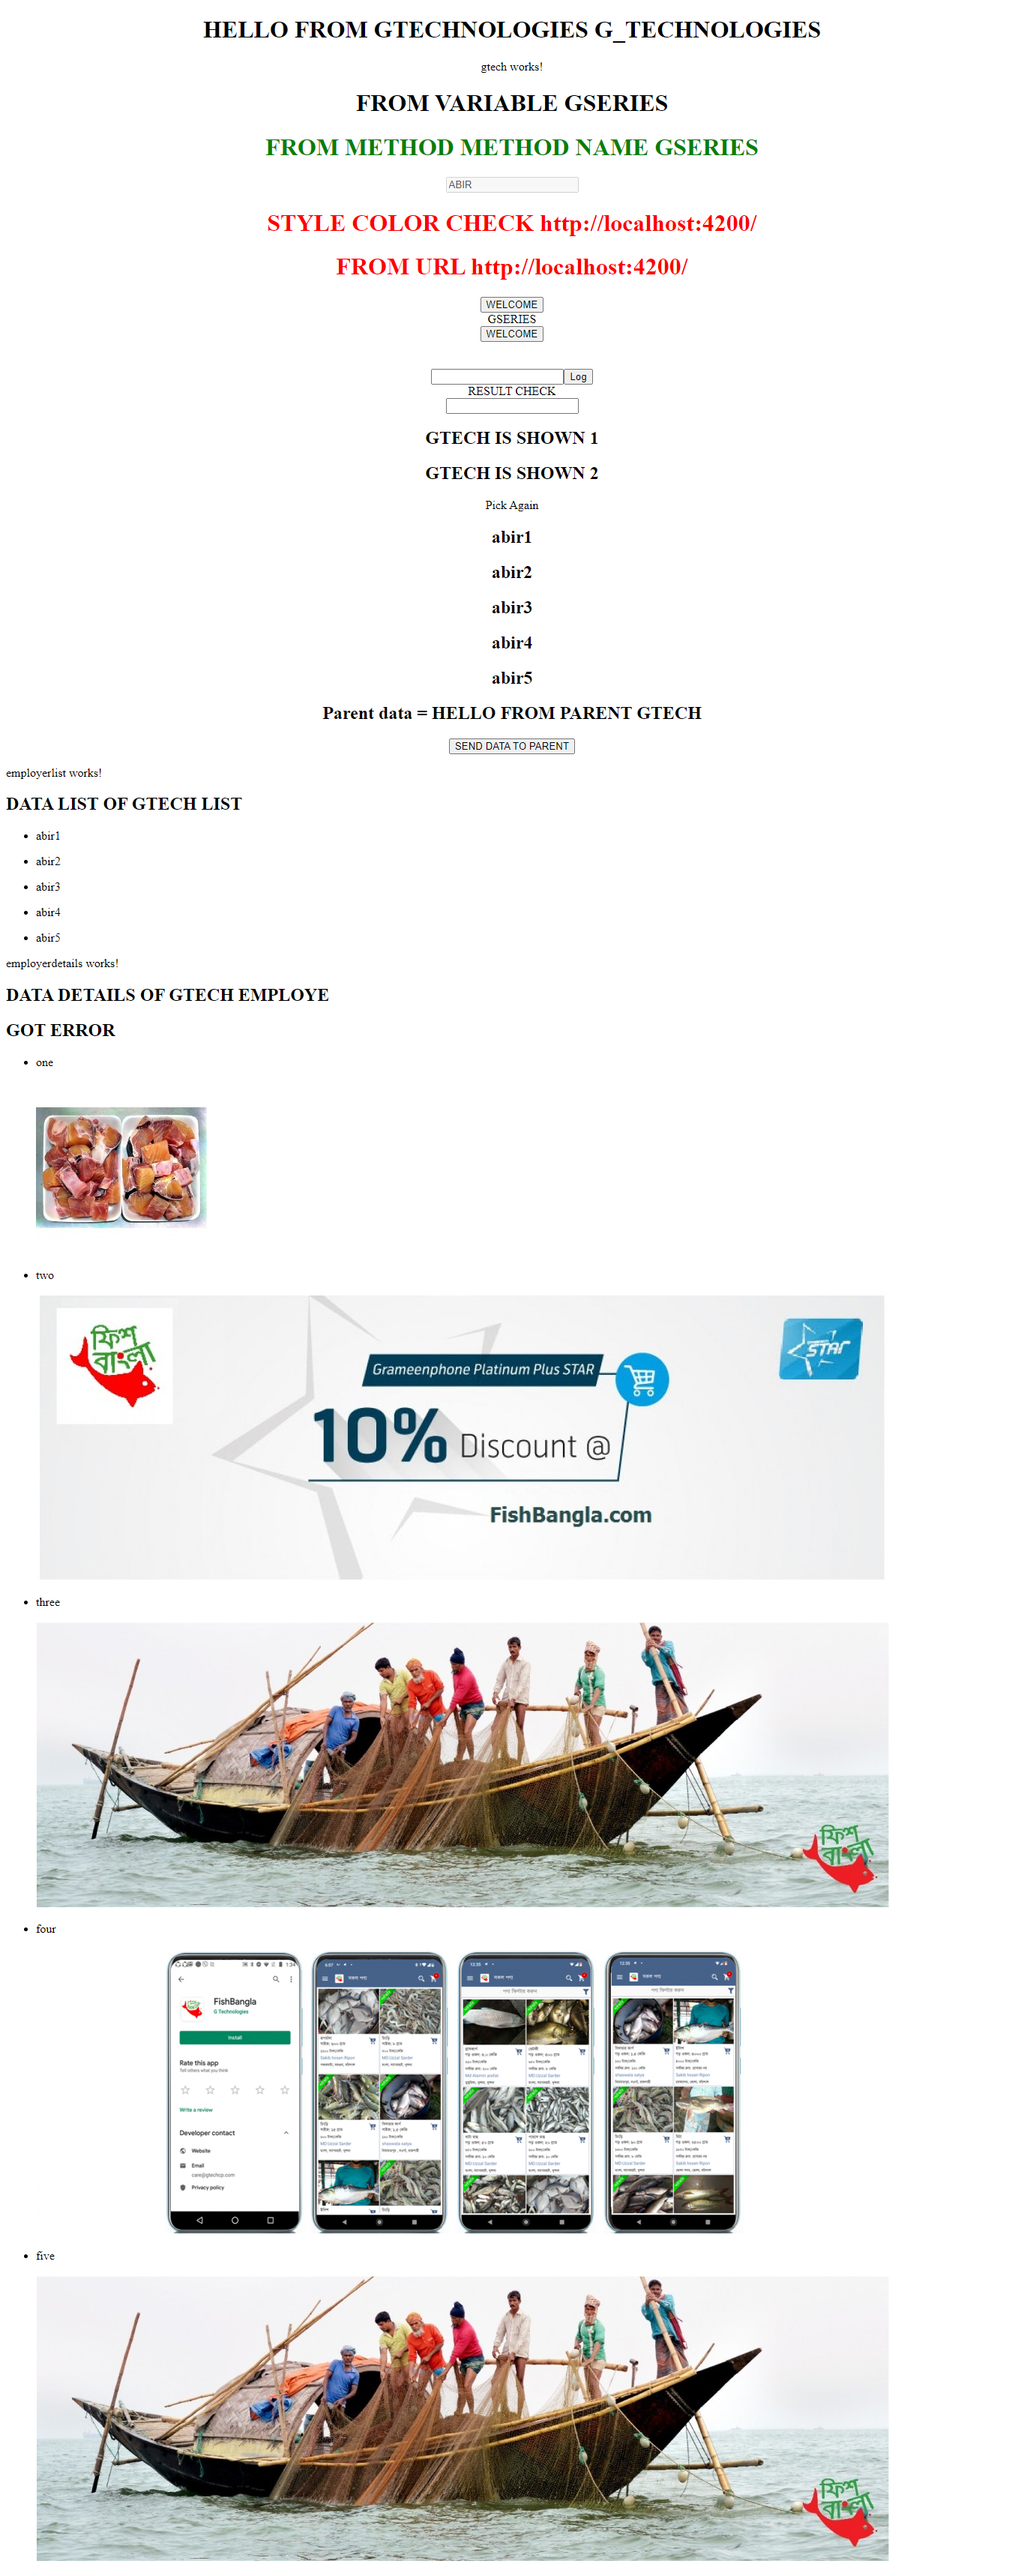 HELLO FROM GTECHNOLOGIES G_TECHNOLOGIES
gtech works!
FROM VARIABLE GSERIES
FROM METHOD METHOD NAME GSERIES
ABIR
STYLE COLOR CHECK http://localhost:4200/
FROM URL http://localhost:4200/
WELCOME
GSERIES
WELCOME
Log
RESULT CHECK
GTECH IS SHOWN 1
GTECH IS SHOWN 2
Pick Again
abir1
abir2
abir3
abir4
abir5
Parent data = HELLO FROM PARENT GTECH
SEND DATA TO PARENT
employerlist works!
DATA LIST OF GTECH LIST
abir1
abir2
abir3
abir4
abir5
employerdetails works!
DATA DETAILS OF GTECH EMPLOYE
GOT ERROR
one
two
ফিশ
বাংলা
STAR
Grameenphone Platinum Plus STAR
10% Discount @
FishBangla.com
three
ফিশ
বাংলা
four
FishBangla
G Technologies
Install
Rate this app
Tell others what you think
Write a review
Developer contact
Website
Email
care@gtechcp.com
Privacy policy
five
ফিশ
বাংলা